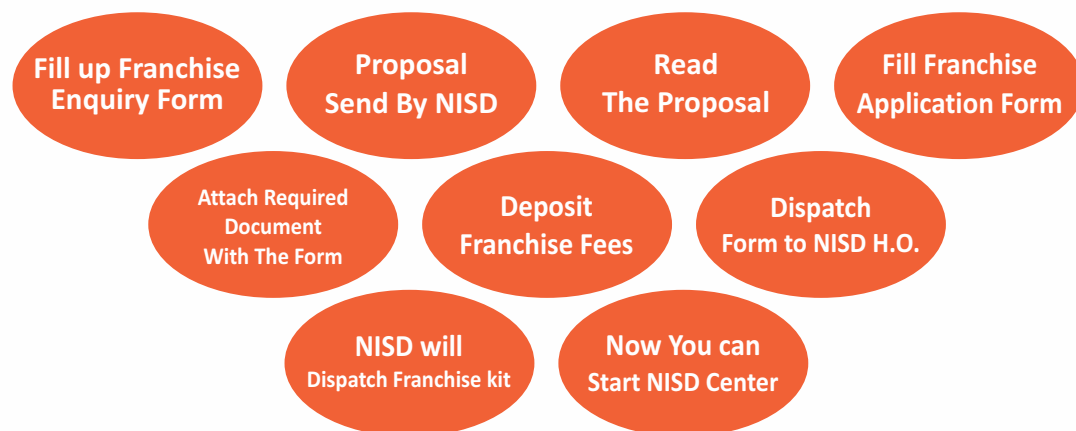 Fill up Franchise
Enquiry Form
Proposal
Send By NISD
Read
The Proposal
Fill Franchise
Application Form
Attach Required
Document
With The Form
Deposit
Franchise Fees
Dispatch
Form to NISD H.O.
NISD will
Dispatch Franchise kit
Now You can
Start NISD Center